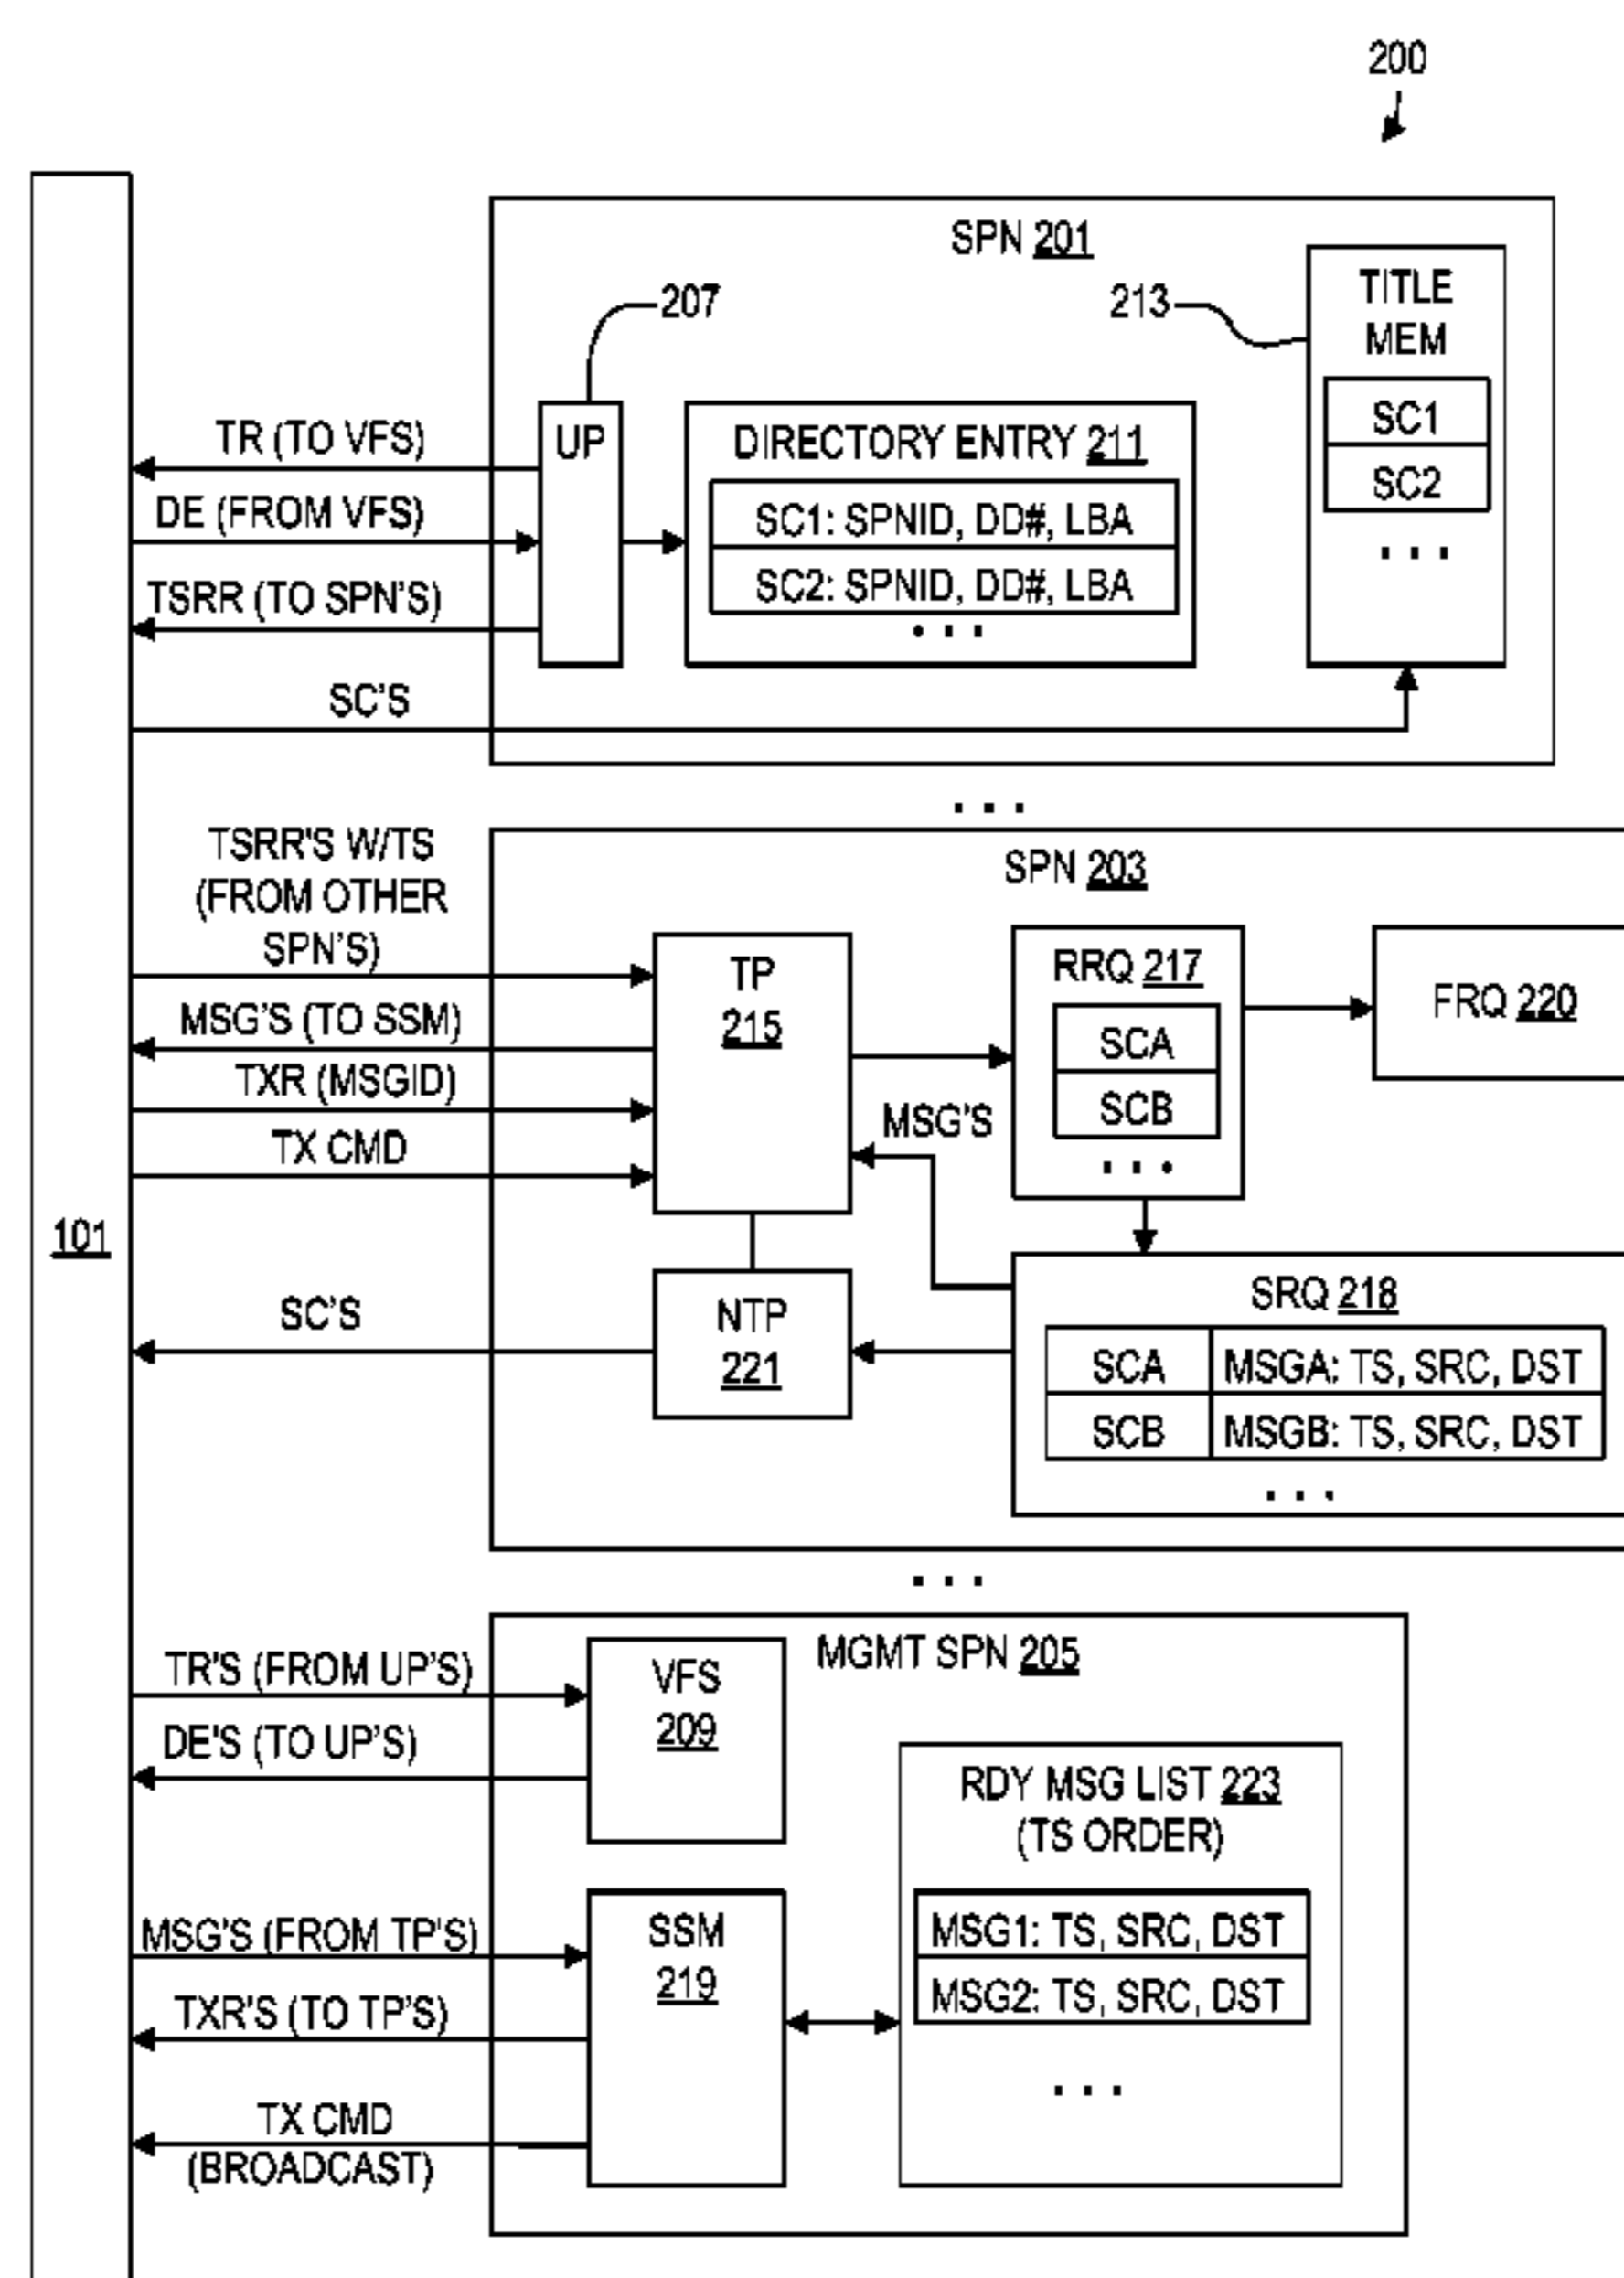 200
SPN 201
207
213
TITLE
MEM
SC1
SC2
. . .
UP
DIRECTORY ENTRY 211
SC1: SPNID, DD#, LBA
SC2: SPNID, DD#, LBA
. . .
TR (TO VFS)
DE (FROM VFS)
TSRR (TO SPN'S)
SC'S
. . .
TSRR'S W/TS
(FROM OTHER
SPN'S)
MSG'S (TO SSM)
TXR (MSGID)
TX CMD
SC'S
101
SPN 203
TP
215
RRQ 217
SCA
SCB
. . .
FRQ 220
MSG'S
NTP
221
SRQ 218
SCA MSGA: TS, SRC, DST
SCB MSGB: TS, SRC, DST
. . .
. . .
TR'S (FROM UP'S)
DE'S (TO UP'S)
MSG'S (FROM TP'S)
TXR'S (TO TP'S)
TX CMD
(BROADCAST)
MGMT SPN 205
VFS
209
SSM
219
RDY MSG LIST 223
(TS ORDER)
MSG1: TS, SRC, DST
MSG2: TS, SRC, DST
. . .